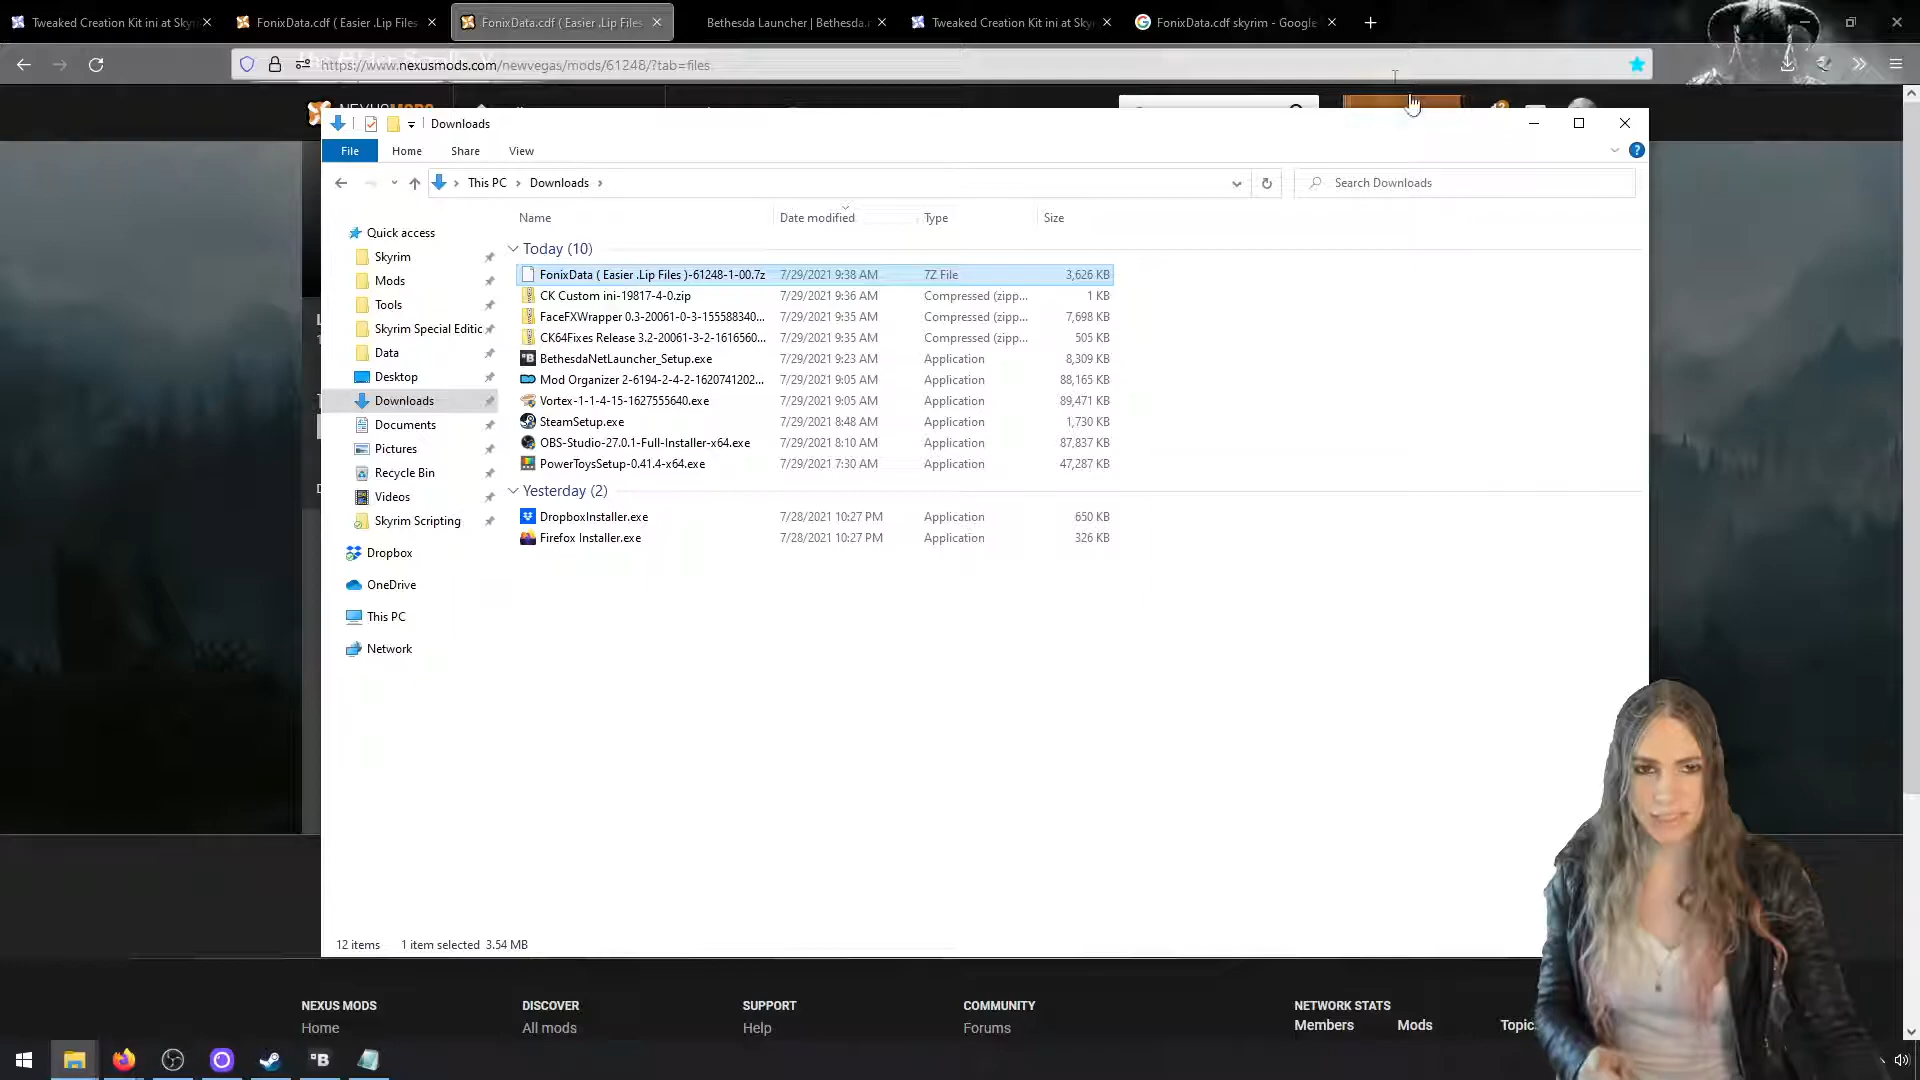 Tweaked Creation Kit ini at Sky
FonixData.cdf ( Easier .Lip Files
FonixData.cdf ( Easier .Lip Files
Bethesda Launcher | Bethesda.n
Tweaked Creation Kit ini at Sky
FonixData.cdf skyrim - Google
https://www.nexusmods.com/newvegas/mods/61248/?tab=files
Downloads
File
Home
Share
View
This PC
Downloads
Search Downloads
Name
Date modified
Type
Size
Quick access
Skyrim
Mods
Tools
Skyrim Special Editic
Data
Desktop
Downloads
Documents
Pictures
Recycle Bin
Videos
Skyrim Scripting
Dropbox
OneDrive
This PC
Network
Today (10)
FonixData ( Easier .Lip Files )-61248-1-00.7z 7/29/2021 9:38 AM 7Z File 3,626 KB
CK Custom ini-19817-4-0.zip 7/29/2021 9:36 AM Compressed (zipp... 1 KB
FaceFXWrapper 0.3-20061-0-3-155588340... 7/29/2021 9:35 AM Compressed (zipp... 7,698 KB
CK64Fixes Release 3.2-20061-3-2-1616560... 7/29/2021 9:35 AM Compressed (zipp... 505 KB
BethesdaNetLauncher_Setup.exe 7/29/2021 9:23 AM Application 8,309 KB
Mod Organizer 2-6194-2-4-2-1620741202... 7/29/2021 9:05 AM Application 88,165 KB
Vortex-1-1-4-15-1627555640.exe 7/29/2021 9:05 AM Application 89,471 KB
SteamSetup.exe 7/29/2021 8:48 AM Application 1,730 KB
OBS-Studio-27.0.1-Full-Installer-x64.exe 7/29/2021 8:10 AM Application 87,837 KB
PowerToysSetup-0.41.4-x64.exe 7/29/2021 7:30 AM Application 47,287 KB
Yesterday (2)
DropboxInstaller.exe 7/28/2021 10:27 PM Application 650 KB
Firefox Installer.exe 7/28/2021 10:27 PM Application 326 KB
12 items 1 item selected 3.54 MB
NEXUS MODS
Home
DISCOVER
All mods
SUPPORT
Help
COMMUNITY
Forums
NETWORK STATS
Members
Mods
Topic